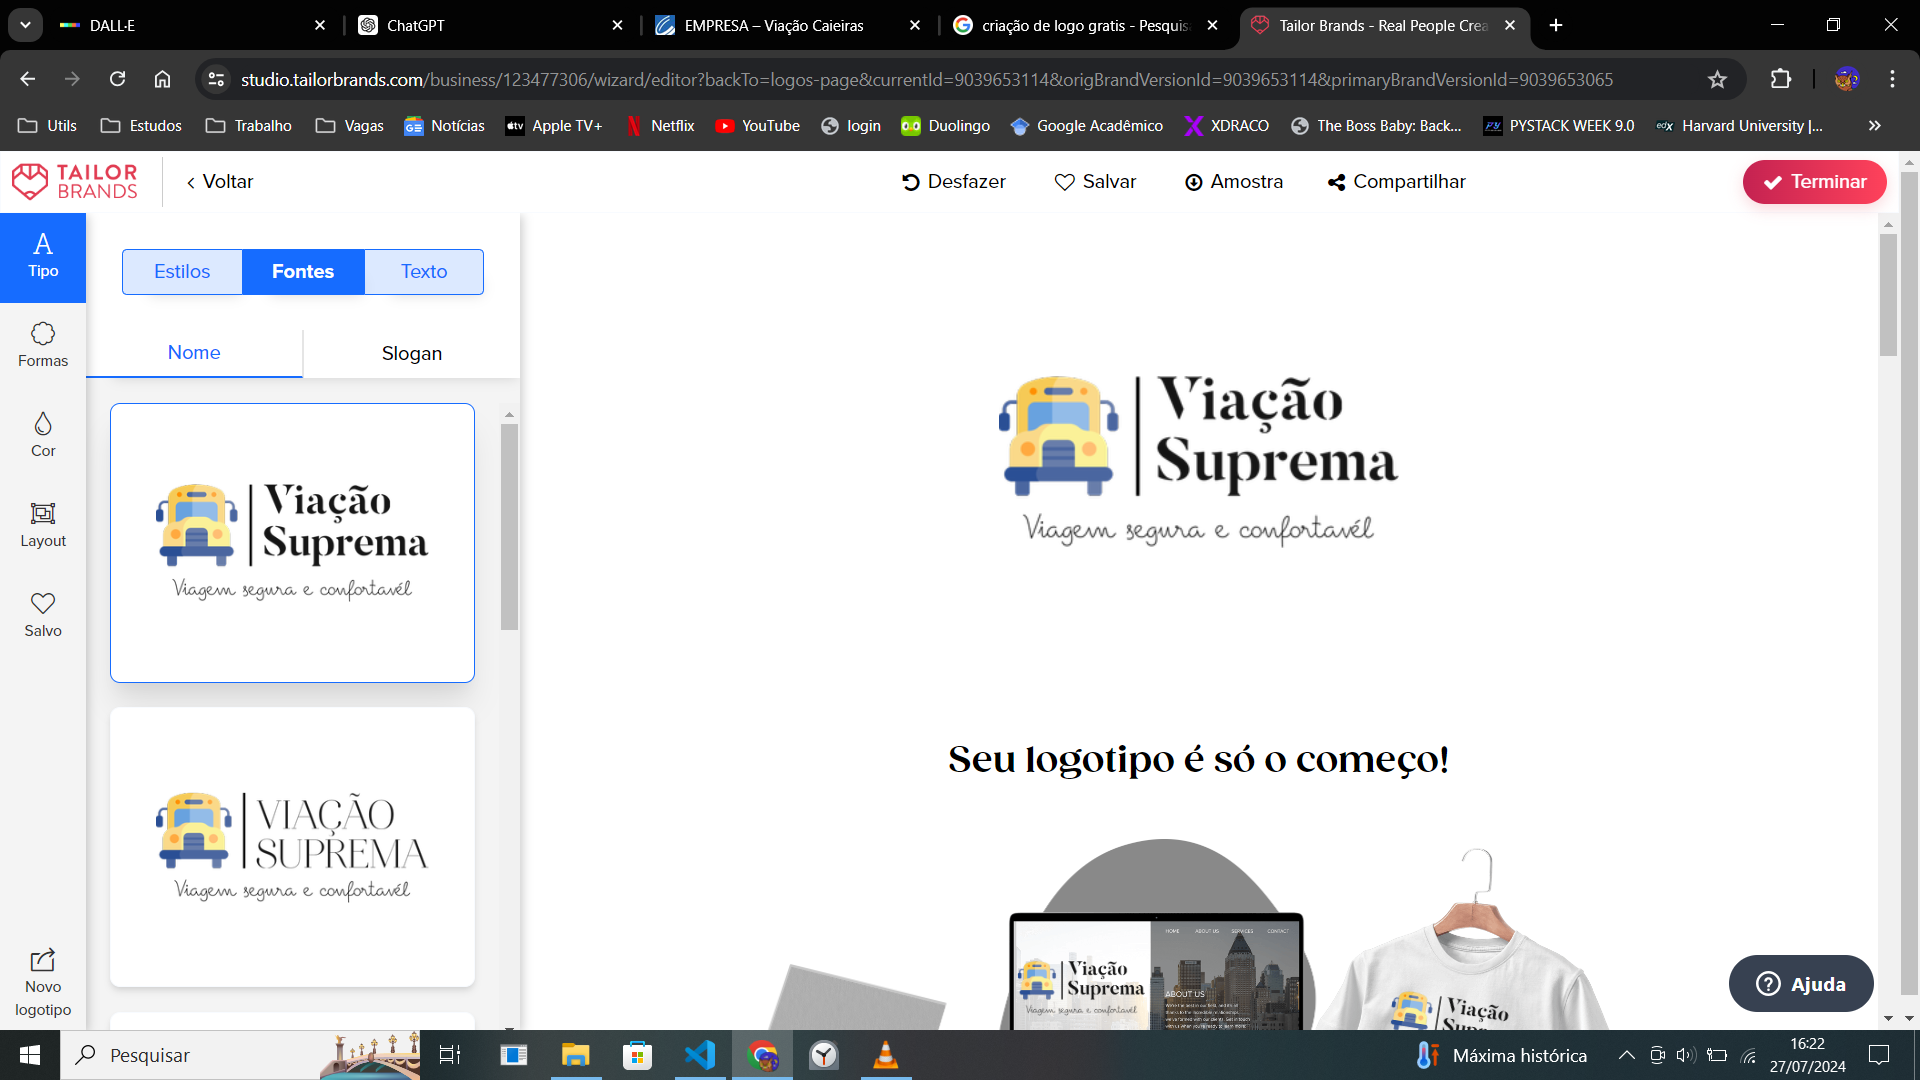 DALL·E
ChatGPT
EMPRESA – Viação Caieiras
criação de logo gratis - Pesquis
Tailor Brands - Real People Crea
studio.tailorbrands.com/business/123477306/wizard/editor?backTo=logos-page&currentId=9039653114&origBrandVersionId=9039653114&primaryBrandVersionId=9039653065
Utils
Estudos
Trabalho
Vagas
Notícias
Apple TV+
Netflix
YouTube
login
Duolingo
Google Acadêmico
XDRACO
The Boss Baby: Back...
PYSTACK WEEK 9.0
Harvard University |...
TAILOR
BRANDS
Voltar
Desfazer
Salvar
Amostra
Compartilhar
Terminar
Tipo
Formas
Cor
Layout
Salvo
Novo
logotipo
Estilos
Fontes
Texto
Nome
Slogan
Viação
Suprema
Viagem segura e confortavél
VIAÇÃO
SUPREMA
Viagem segura e confortavél
Viação
Suprema
Viagem segura e confortavél
Seu logotipo é só o começo!
HOME
ABOUT US
SERVICES
CONTACT
Viação
Suprema
Viagem segura e confortavél
ABOUT US
Viação
Ajuda
Pesquisar
Máxima histórica
16:22
27/07/2024